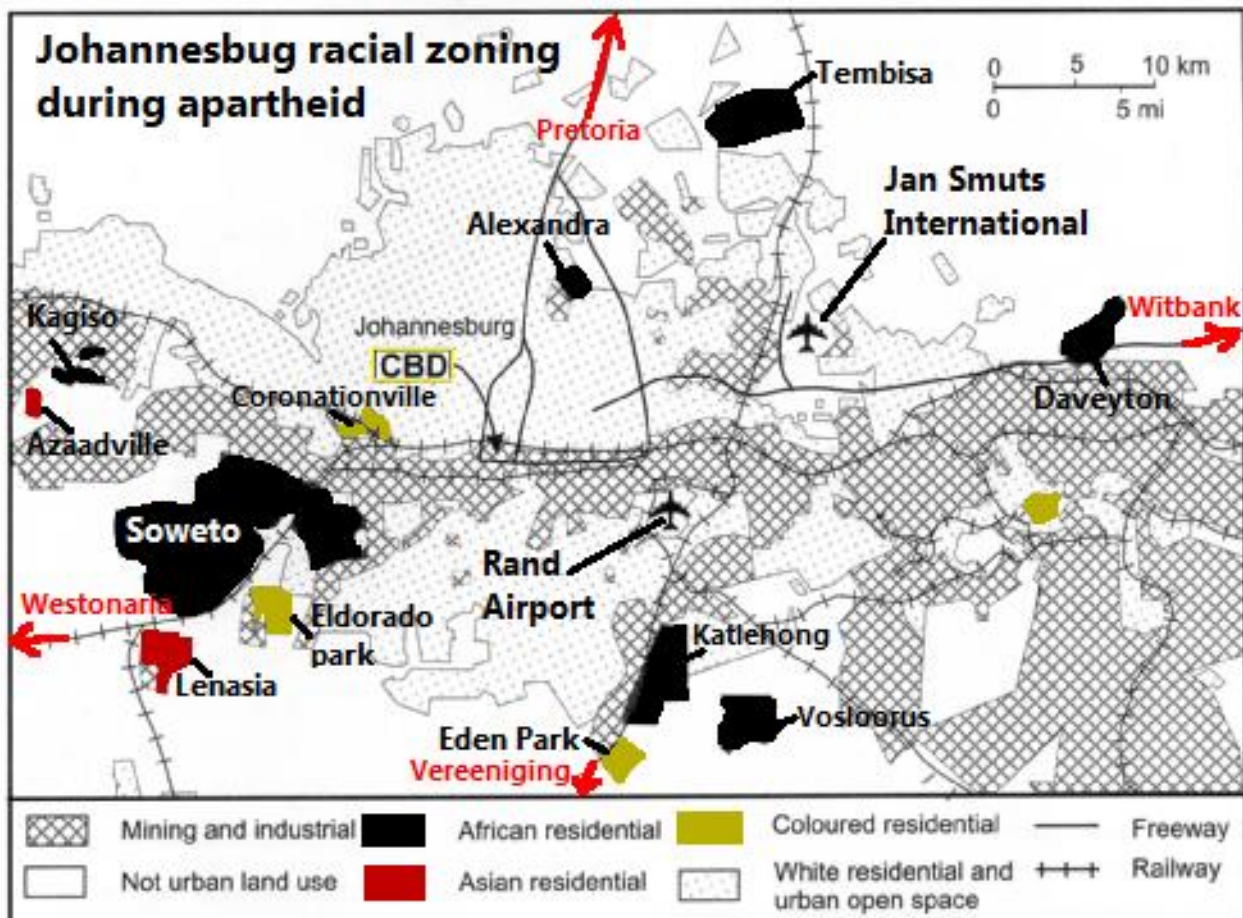 Johannesbug racial zoning
during apartheid
0 5 10 km
0 5 mi
Tembisa
Pretoria
Jan Smuts
International
Alexandra
Kagiso
Witbank
Johannesburg
CBD
Coronationville
Daveyton
Azaadville
Soweto
Rand
Airport
Westonaria
Eldorado
park
Katlehong
Lenasia
Vosloorus
Eden Park
Vereeniging
Mining and industrial
African residential
Coloured residential
Freeway
Not urban land use
Asian residential
White residential and
urban open space
Railway